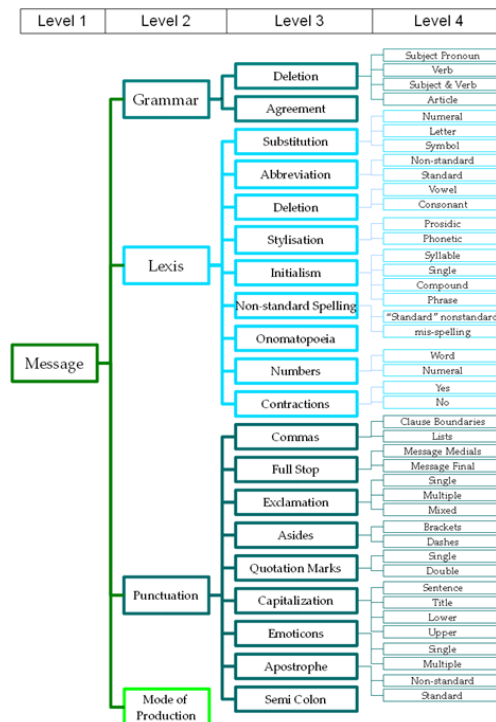 Level 1 Level 2 Level 3 Level 4
Message
Grammar
Deletion
Subject Pronoun
Verb
Subject & Verb
Article
Agreement
Lexis
Substitution
Numeral
Letter
Symbol
Abbreviation
Non-standard
Standard
Deletion
Vowel
Consonant
Stylisation
Prosidic
Phonetic
Initialism
Syllable
Single
Compound
Phrase
Non-standard Spelling
"Standard" nonstandard
mis-spelling
Onomatopoeia
Numbers
Word
Numeral
Contractions
Yes
No
Punctuation
Commas
Clause Boundaries
Lists
Full Stop
Message Medials
Message Final
Exclamation
Single
Multiple
Mixed
Asides
Brackets
Dashes
Quotation Marks
Single
Double
Capitalization
Sentence
Title
Lower
Upper
Emoticons
Single
Multiple
Apostrophe
Non-standard
Standard
Semi Colon
Mode of
Production